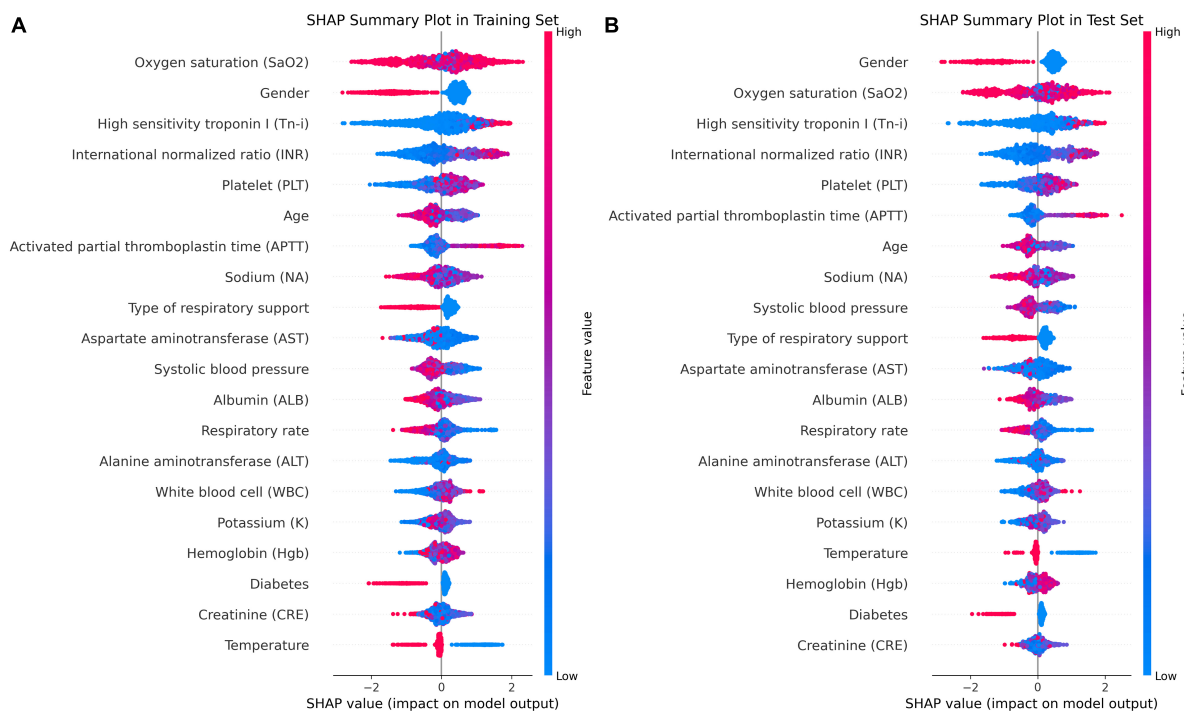 A
SHAP Summary Plot in Training Set
High
Oxygen saturation (SaO2)
Gender
High sensitivity troponin I (Tn-i)
International normalized ratio (INR)
Platelet (PLT)
Age
Activated partial thromboplastin time (APTT)
Sodium (NA)
Type of respiratory support
Aspartate aminotransferase (AST)
Systolic blood pressure
Albumin (ALB)
Respiratory rate
Alanine aminotransferase (ALT)
White blood cell (WBC)
Potassium (K)
Hemoglobin (Hgb)
Diabetes
Creatinine (CRE)
Temperature
Feature value
Low
−2 0 2
SHAP value (impact on model output)
B
SHAP Summary Plot in Test Set
High
Gender
Oxygen saturation (SaO2)
High sensitivity troponin I (Tn-i)
International normalized ratio (INR)
Platelet (PLT)
Activated partial thromboplastin time (APTT)
Age
Sodium (NA)
Systolic blood pressure
Type of respiratory support
Aspartate aminotransferase (AST)
Albumin (ALB)
Respiratory rate
Alanine aminotransferase (ALT)
White blood cell (WBC)
Potassium (K)
Temperature
Hemoglobin (Hgb)
Diabetes
Creatinine (CRE)
Low
−2 0 2
SHAP value (impact on model output)